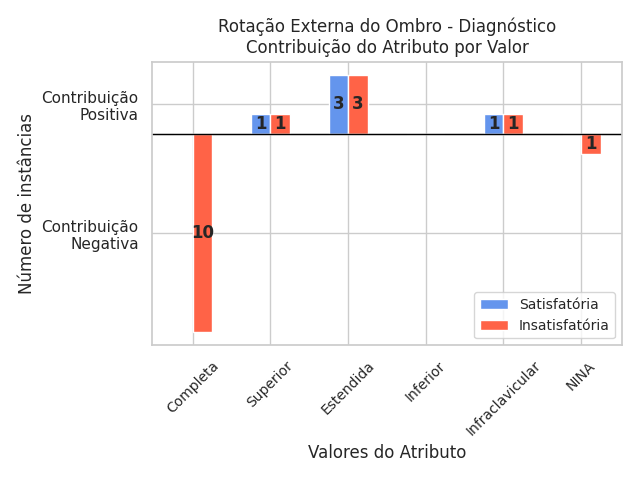 Rotação Externa do Ombro - Diagnóstico
Contribuição do Atributo por Valor
Número de instâncias
Contribuição
Positiva
Contribuição
Negativa
10
1
1
3
3
1
1
1
Satisfatória
Insatisfatória
Completa
Superior
Estendida
Inferior
Infraclavicular
NINA
Valores do Atributo